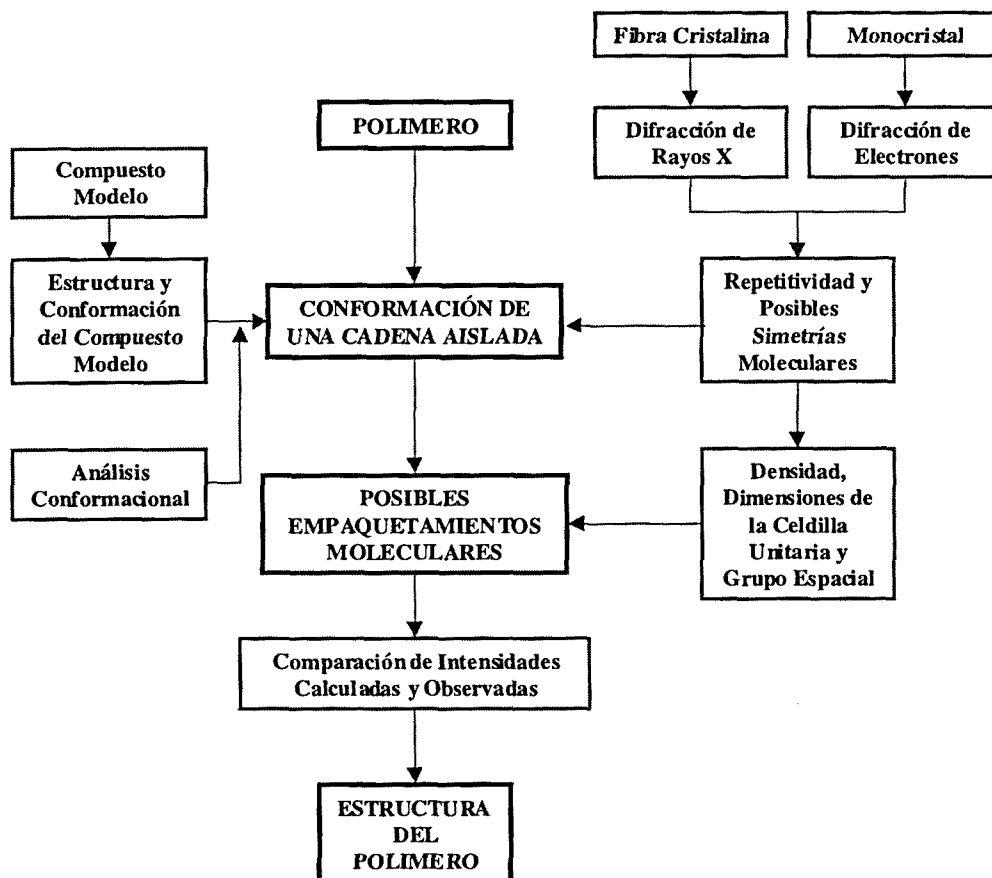 Fibra Cristalina
Monocristal
POLIMERO
Difracción de
Rayos X
Difracción de
Electrones
Compuesto
Modelo
Estructura y
Conformación
del Compuesto
Modelo
CONFORMACIÓN DE
UNA CADENA AISLADA
Repetitividad y
Posibles
Simetrías
Moleculares
Análisis
Conformacional
POSIBLES
EMPAQUETAMIENTOS
MOLECULARES
Densidad,
Dimensiones de
la Celdilla
Unitaria y
Grupo Espacial
Comparación de Intensidades
Calculadas y Observadas
ESTRUCTURA
DEL
POLIMERO